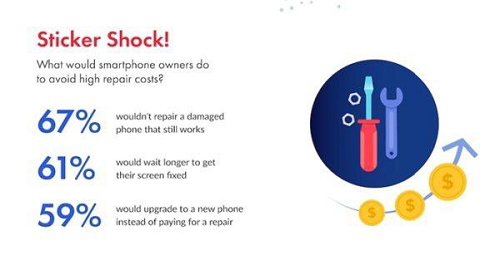 Sticker Shock!
What would smartphone owners do
to avoid high repair costs?
67%
wouldn't repair a damaged
phone that still works
61%
would wait longer to get
their screen fixed
59%
would upgrade to a new phone
instead of paying for a repair
$
$
$